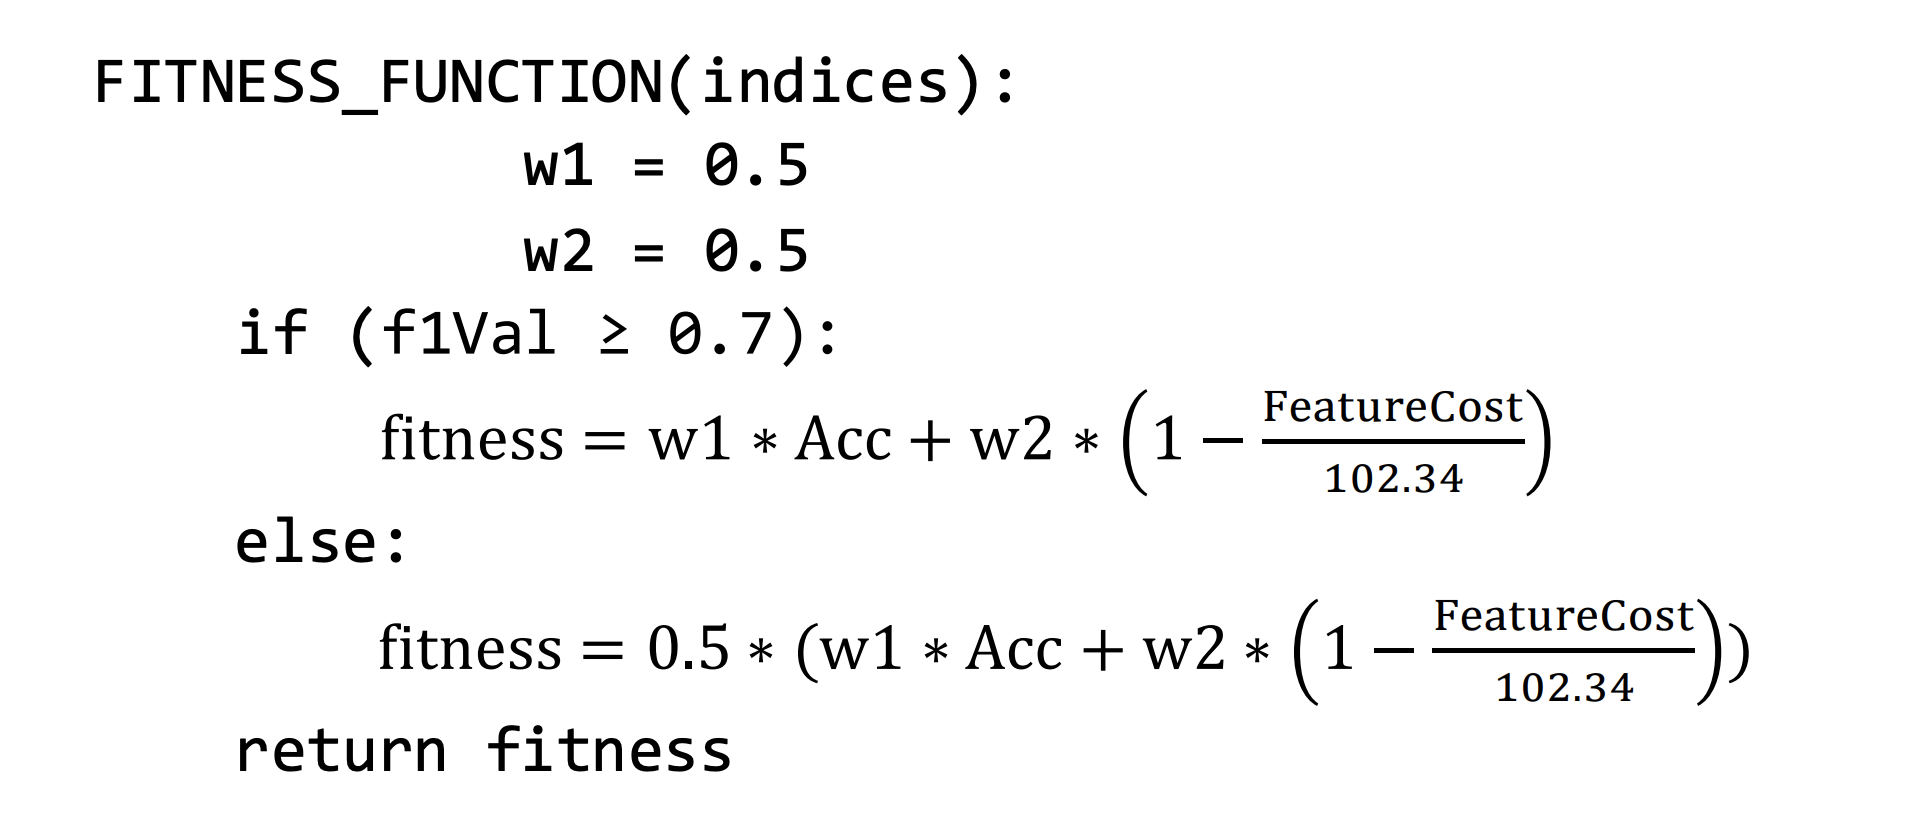 FITNESS_FUNCTION(indices):
w1 = 0.5
w2 = 0.5
if (f1Val ≥ 0.7):
fitness = w1 * Acc + w2 * (1 − FeatureCost/102.34)
else:
fitness = 0.5 * (w1 * Acc + w2 * (1 − FeatureCost/102.34))
return fitness